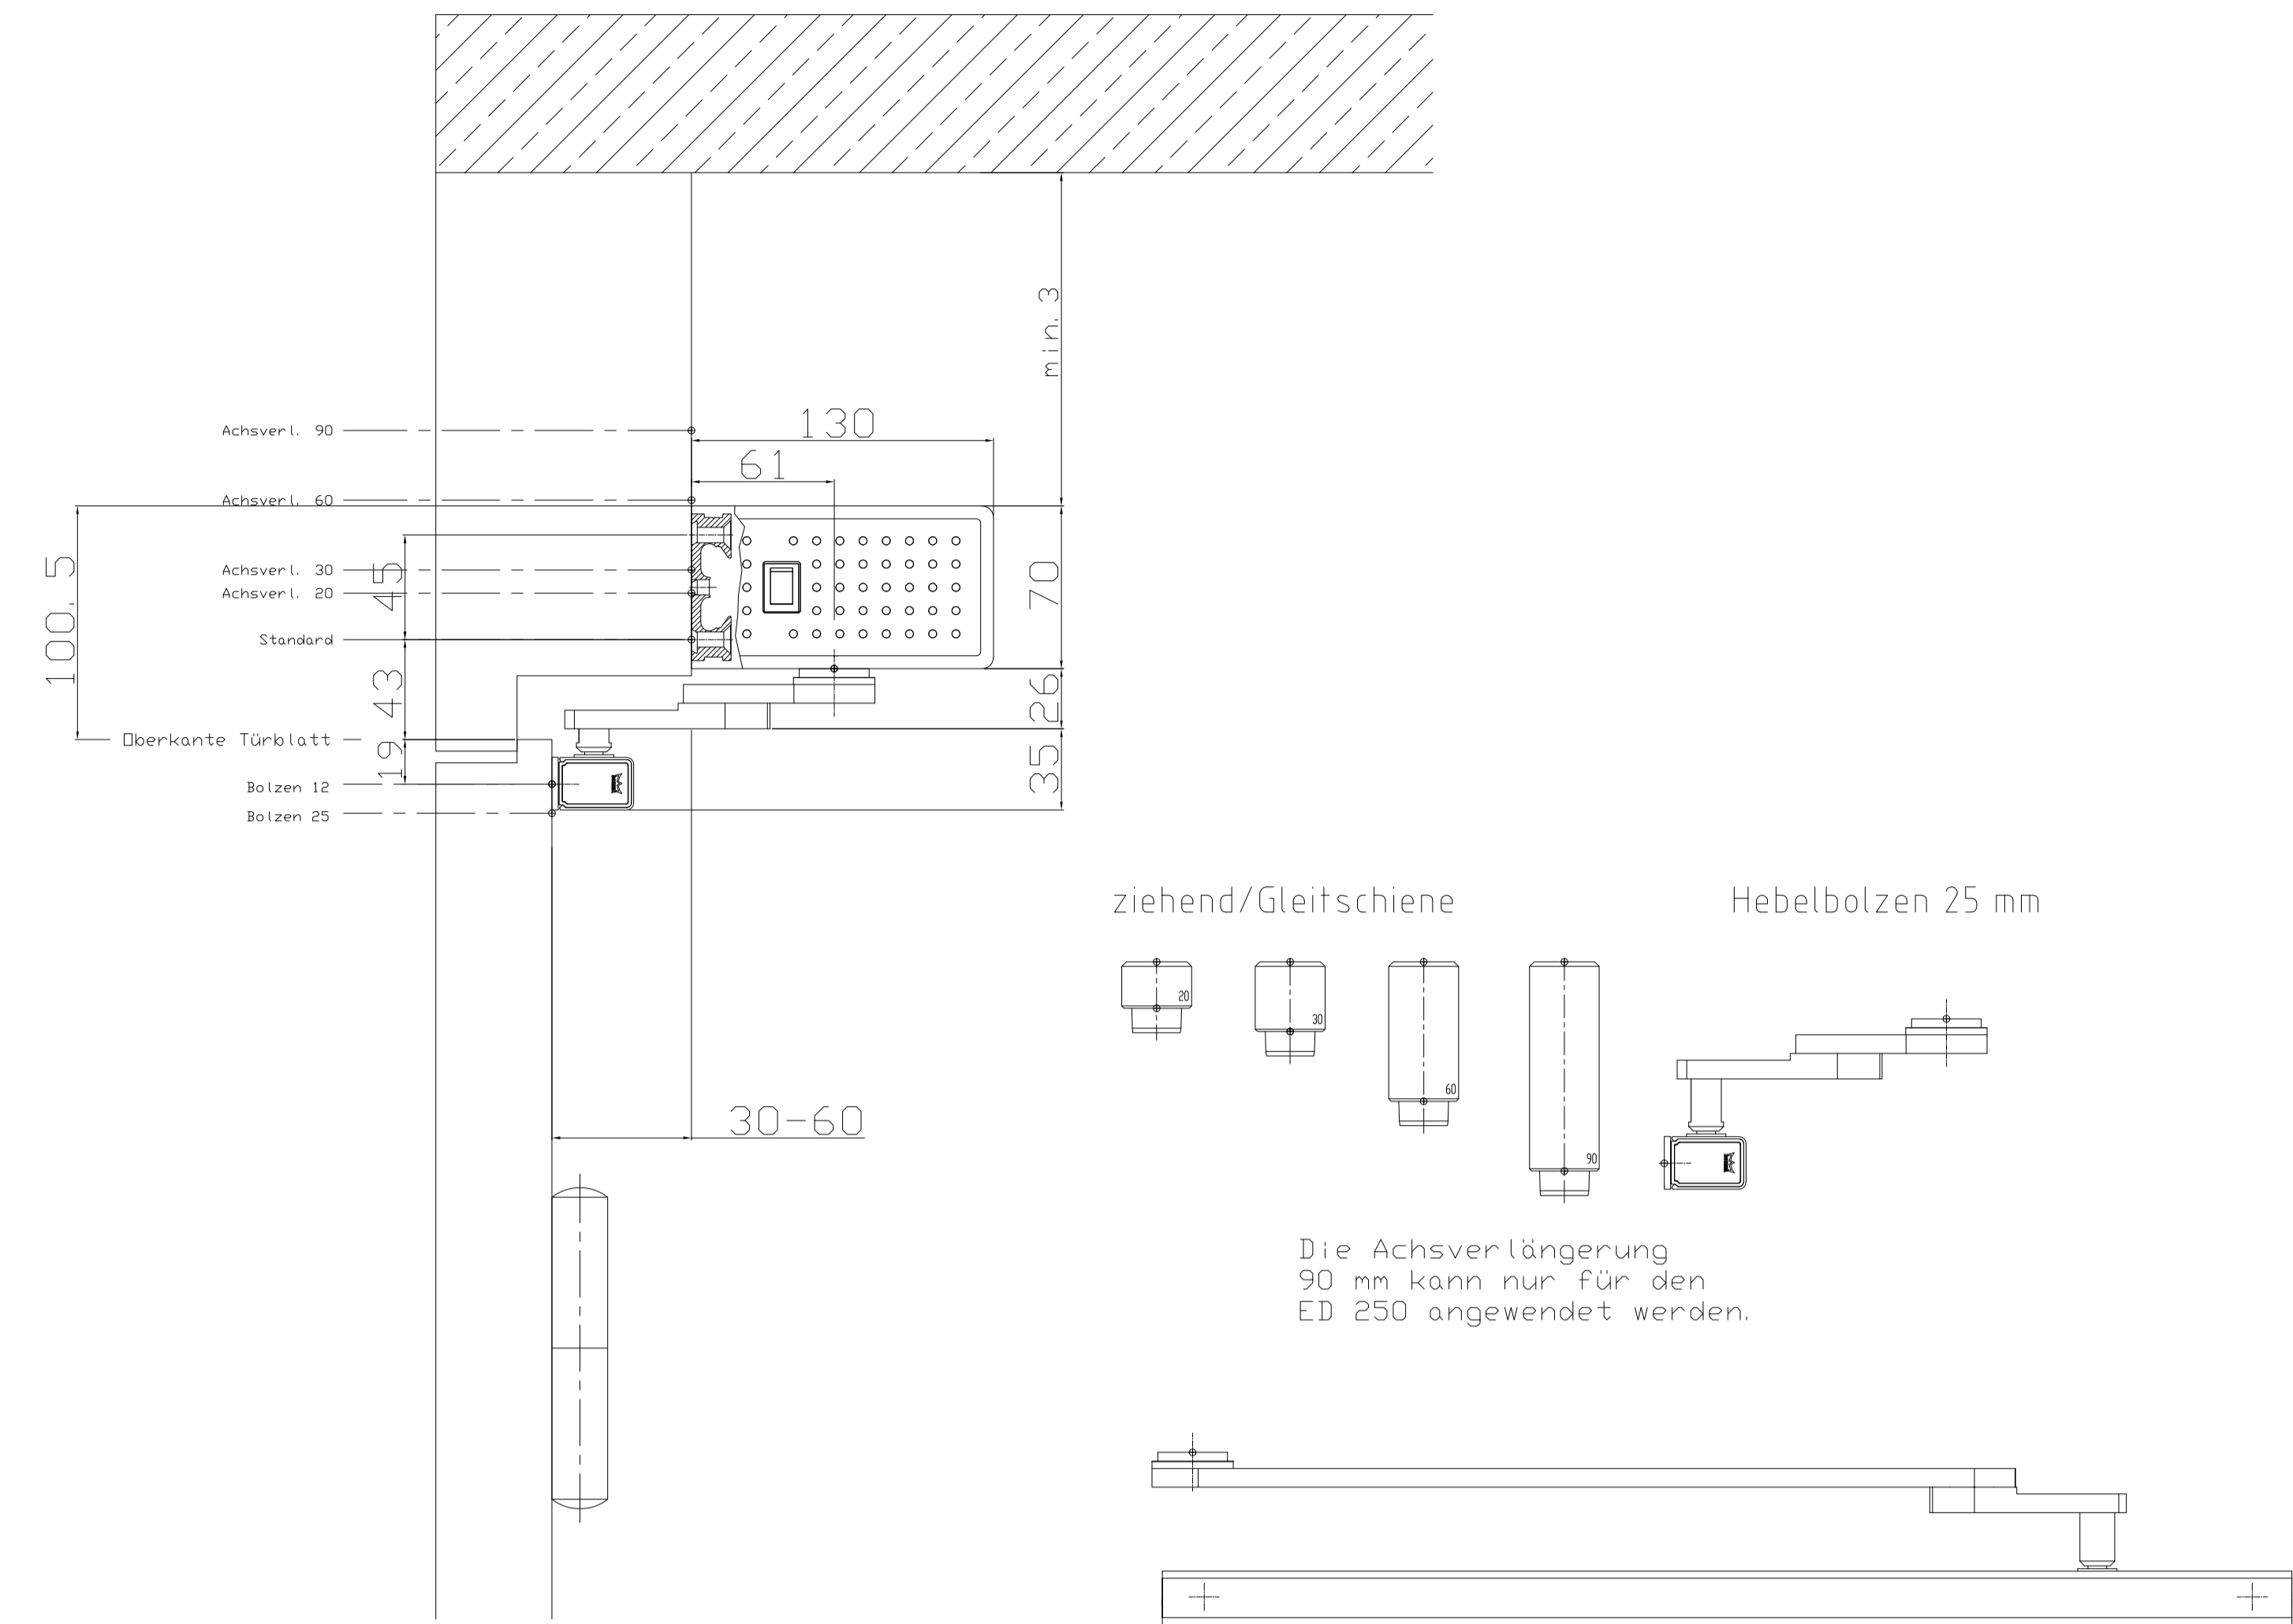 min. 3
130
Achsverl. 90
61
Achsverl. 60
100.5
45
Achsverl. 30
70
Achsverl. 20
Standard
43
26
Oberkante Türblatt
19
35
Bolzen 12
Bolzen 25
ziehend/Gleitschiene
Hebelbolzen 25 mm
20
30
60
90
30-60
Die Achsverlängerung
90 mm kann nur für den
ED 250 angewendet werden.